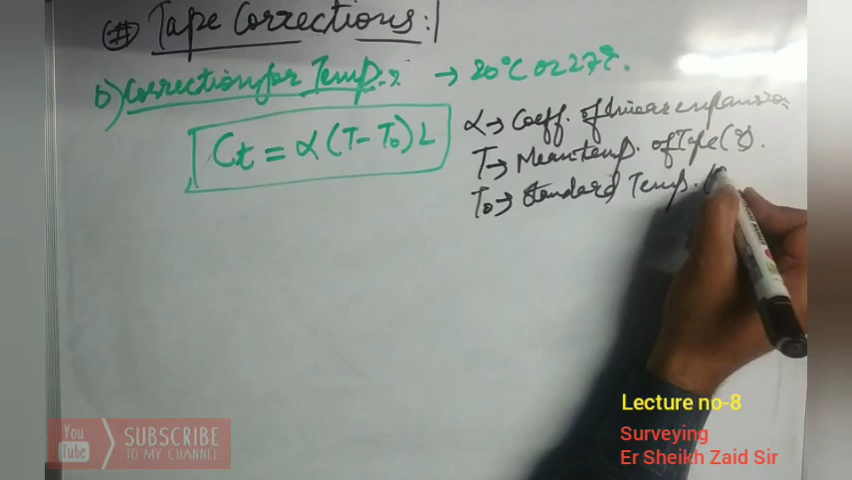 # Tape Corrections:
b) Correction for Temp. :- → 20°C or 27°C.
Ct = α (T - T₀) L
α → Coeff. of linear expansion
T → Mean temp. of Tape (°c).
T₀ → Standard Temp. (
Lecture no-8
Surveying
Er Sheikh Zaid Sir
You Tube
SUBSCRIBE
TO MY CHANNEL